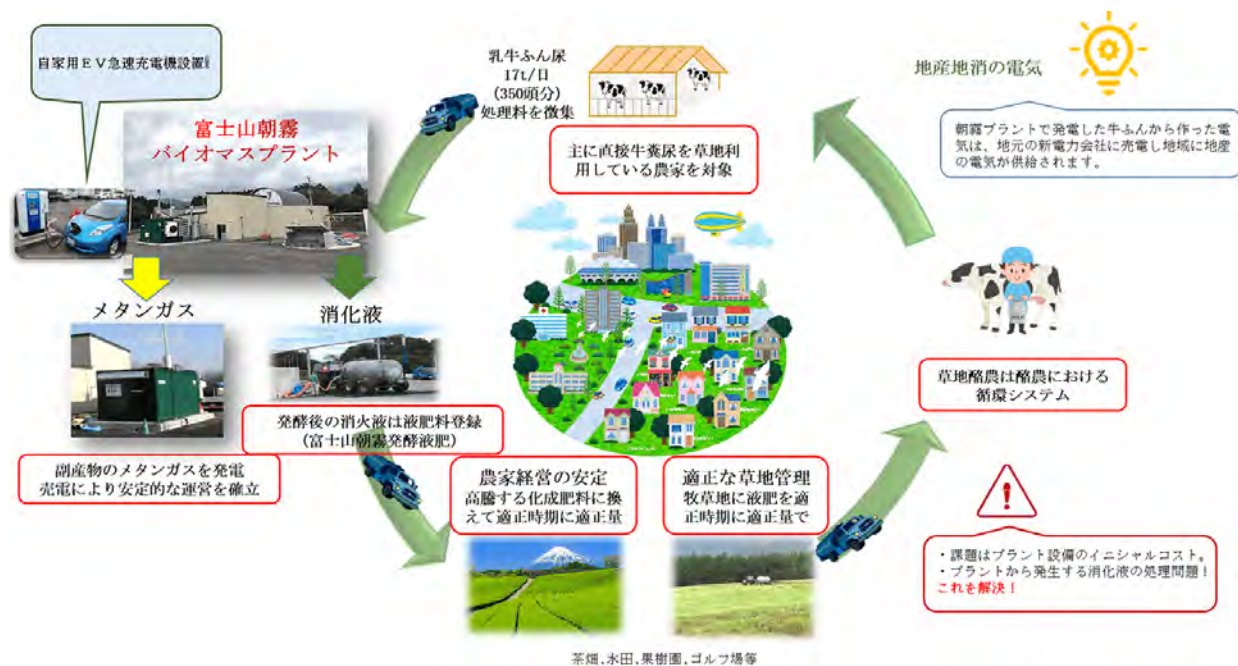 自家用EV急速充電機設置
富士山朝霧
バイオマスプラント
乳牛ふん尿
17t/日
(350頭分)
処理料を徴集
主に直接牛糞尿を草地利
用している農家を対象
地産地消の電気
朝霧プラントで発電した牛ふんから作った電
気は、地元の新電力会社に売電し地域に地産
の電気が供給されます。
メタンガス
消化液
副産物のメタンガスを発電
売電により安定的な運営を確立
発酵後の消火液は液肥料登録
(富士山朝霧発酵液肥)
農家経営の安定
高騰する化成肥料に換
えて適正時期に適正量
適正な草地管理
牧草地に液肥を適
正時期に適正量で
草地酪農は酪農における
循環システム
・課題はプラント設備のイニシャルコスト。
・プラントから発生する消化液の処理問題!
これを解決!
茶畑,水田,果樹園,ゴルフ場等